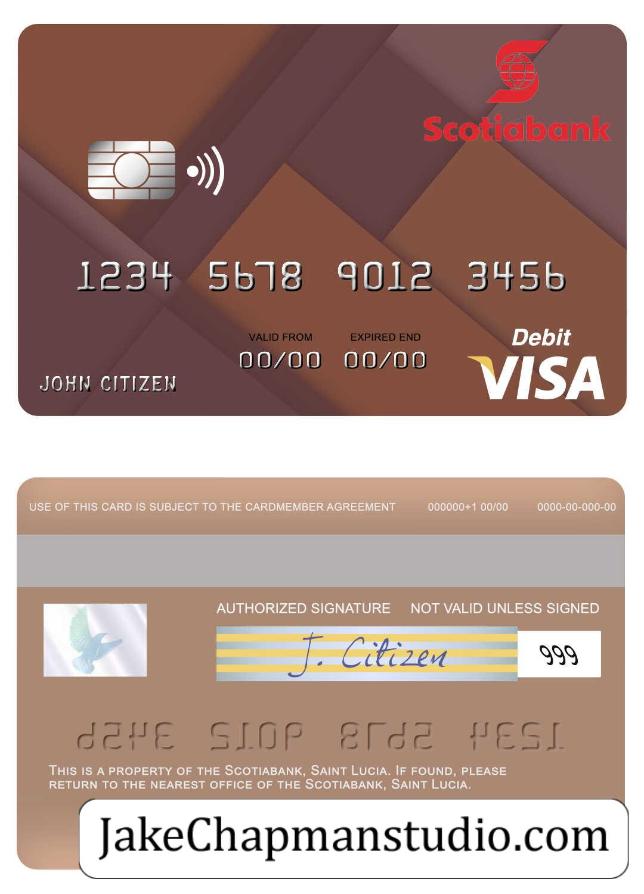 Scotiabank
1234 5678 9012 3456
VALID FROM EXPIRED END
00/00 00/00
Debit
JOHN CITIZEN
VISA
USE OF THIS CARD IS SUBJECT TO THE CARDMEMBER AGREEMENT 000000+1 00/00 0000-00-000-00
AUTHORIZED SIGNATURE NOT VALID UNLESS SIGNED
J. Citizen 999
3456 9012 5678 1234
THIS IS A PROPERTY OF THE SCOTIABANK, SAINT LUCIA. IF FOUND, PLEASE
RETURN TO THE NEAREST OFFICE OF THE SCOTIABANK, SAINT LUCIA.
JakeChapmanstudio.com